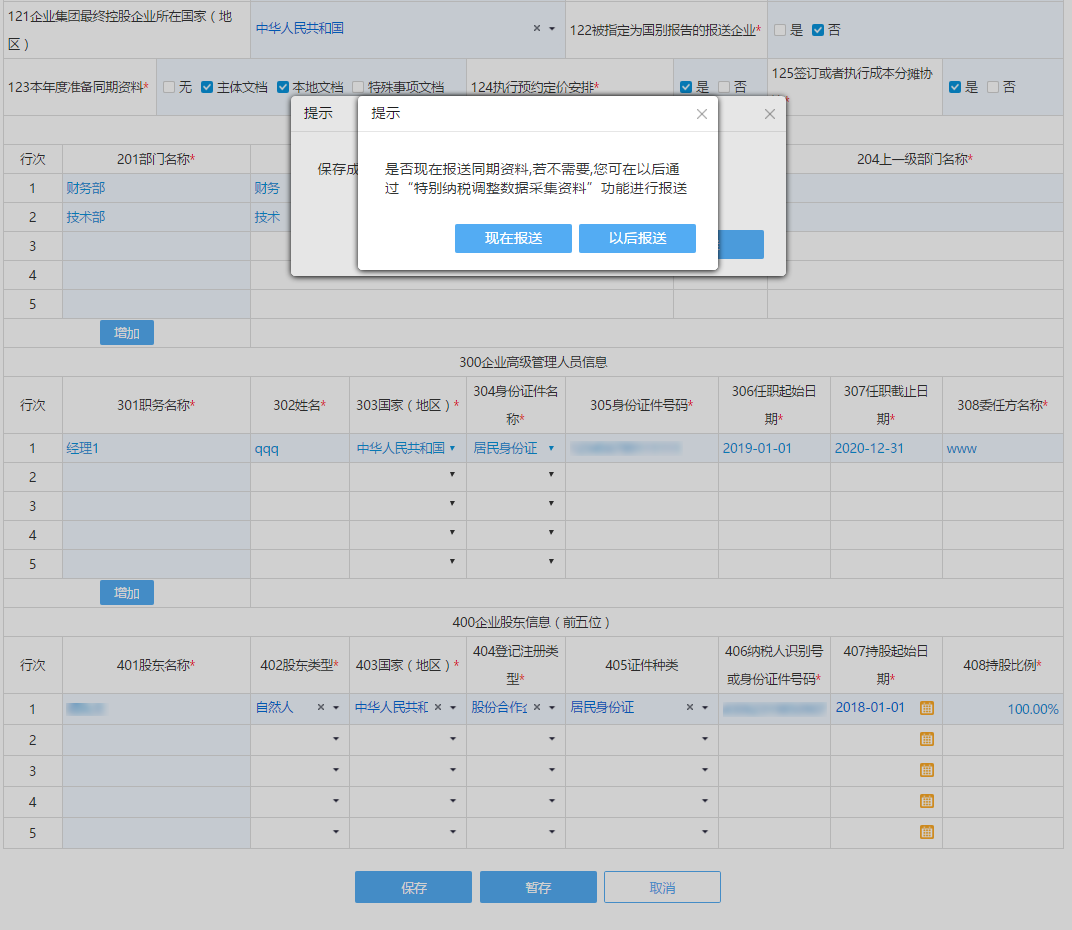 121企业集团最终控股企业所在国家（地
区）
中华人民共和国
122被指定为国别报告的报送企业*
是 否
123本年度准备同期资料*
无 主体文档 本地文档 特殊事项文档
124执行预约定价安排*
是 否
125签订或者执行成本分摊协
*
是 否
提示
保存成
提示
是否现在报送同期资料,若不需要,您可在以后通
过“特别纳税调整数据采集资料”功能进行报送
现在报送 以后报送
行次 201部门名称* 204上一级部门名称*
1 财务部 财务
2 技术部 技术
3
4
5
增加
300企业高级管理人员信息
行次 301职务名称* 302姓名* 303国家（地区）*
304身份证件名
称*
305身份证件号码*
306任职起始日
期*
307任职截止日
期*
308委任方名称*
1 经理1 qqq 中华人民共和国 居民身份证 2019-01-01 2020-12-31 www
2
3
4
5
增加
400企业股东信息（前五位）
行次 401股东名称* 402股东类型* 403国家（地区）*
404登记注册类
型*
405证件种类
406纳税人识别号
或身份证件号码*
407持股起始日
期*
408持股比例*
1 自然人 中华人民共和 股份合作 居民身份证 2018-01-01 100.00%
2
3
4
5
保存 暂存 取消